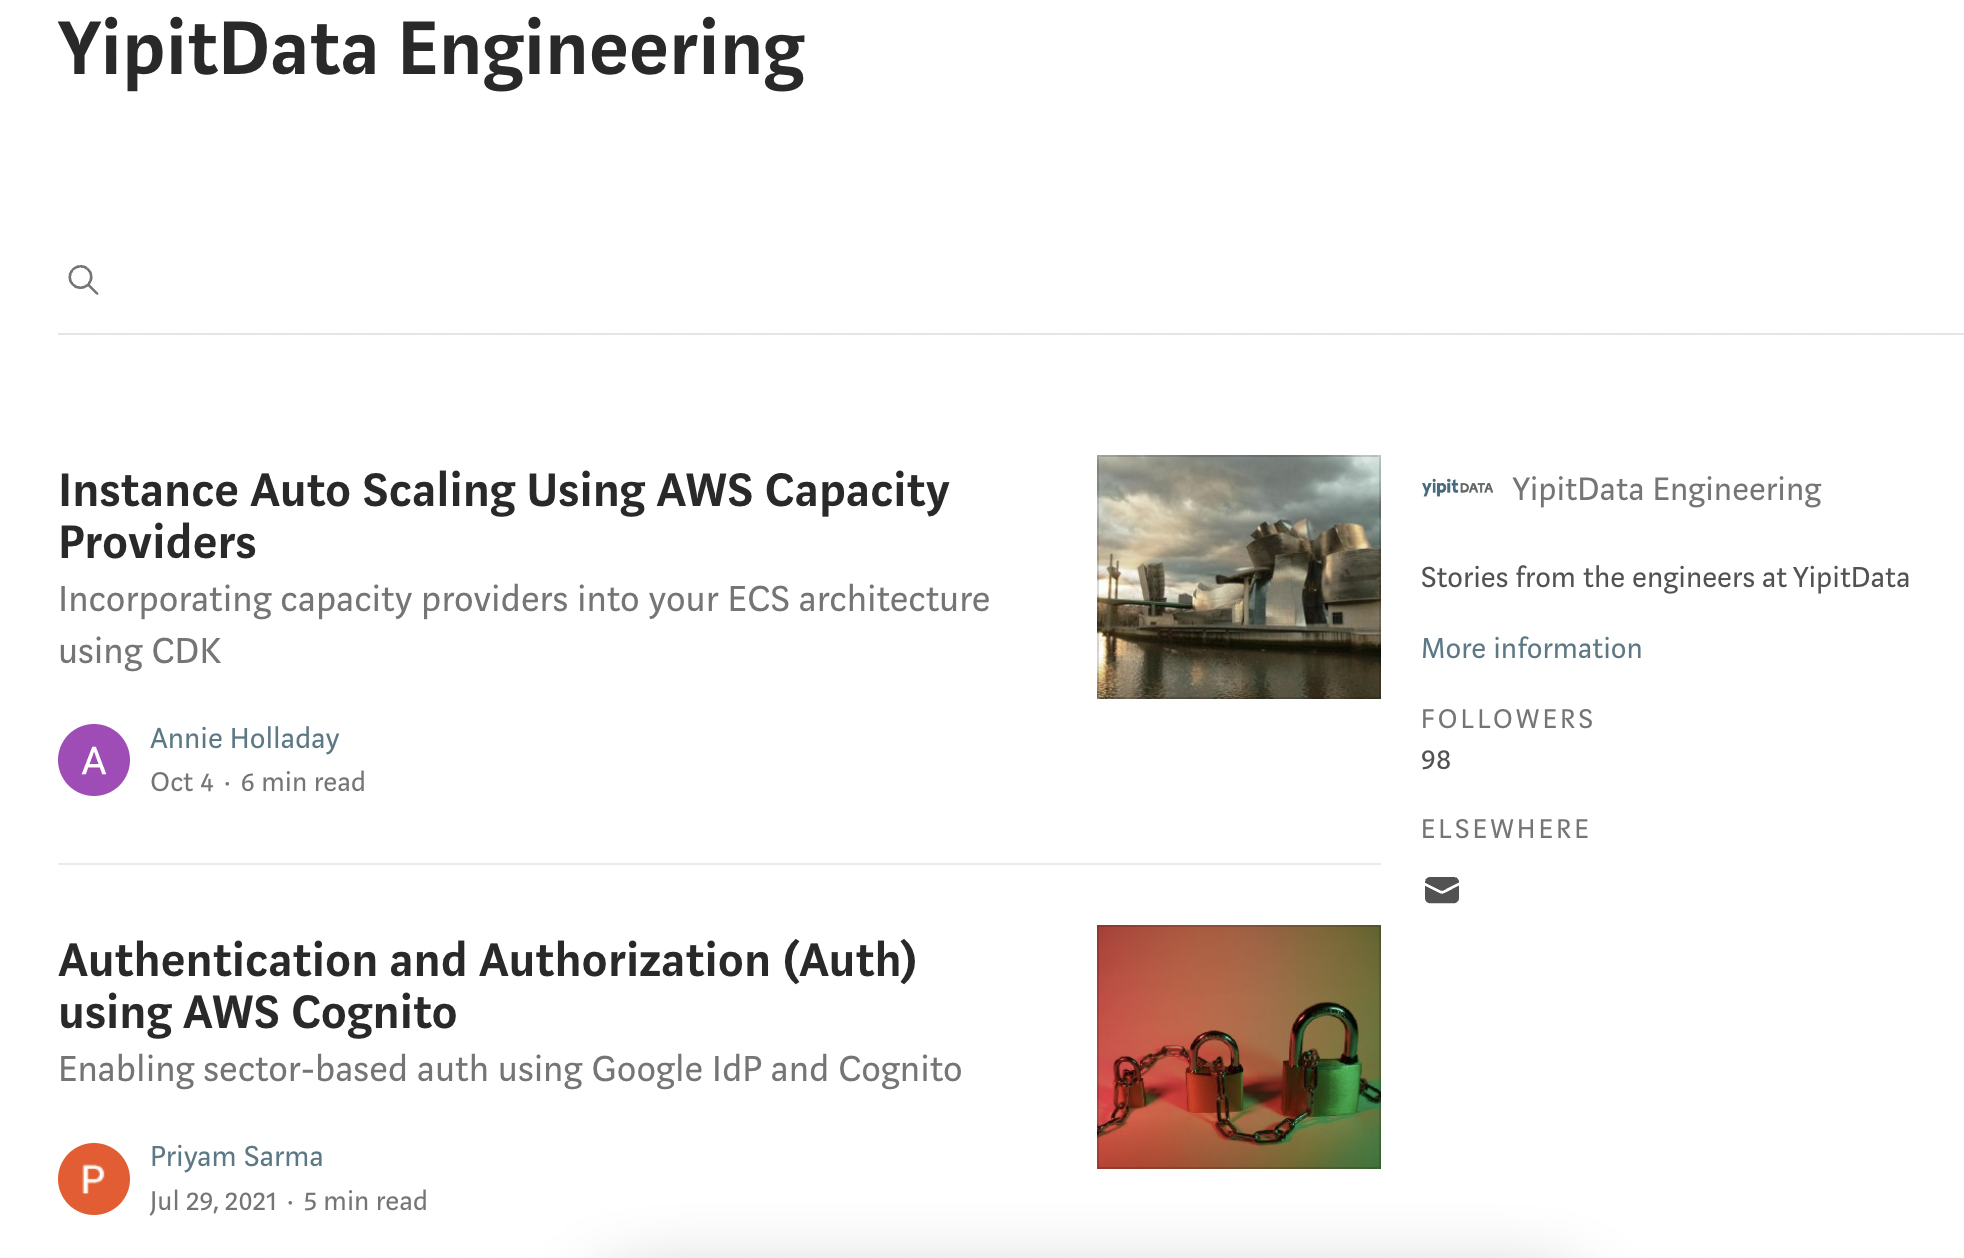 YipitData Engineering
Instance Auto Scaling Using AWS Capacity
Providers
Incorporating capacity providers into your ECS architecture
using CDK
A
Annie Holladay
Oct 4 · 6 min read
Authentication and Authorization (Auth)
using AWS Cognito
Enabling sector-based auth using Google IdP and Cognito
P
Priyam Sarma
Jul 29, 2021 · 5 min read
yipitDATA YipitData Engineering
Stories from the engineers at YipitData
More information
FOLLOWERS
98
ELSEWHERE